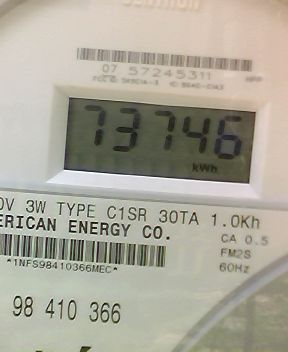 CENTRON
07 57245311
73746
kWh
0V 3W TYPE C1SR 30TA 1.0Kh
ERICAN ENERGY CO.
CA 0.5
FM2S
60Hz
*1NFS98410366MEC*
98 410 366